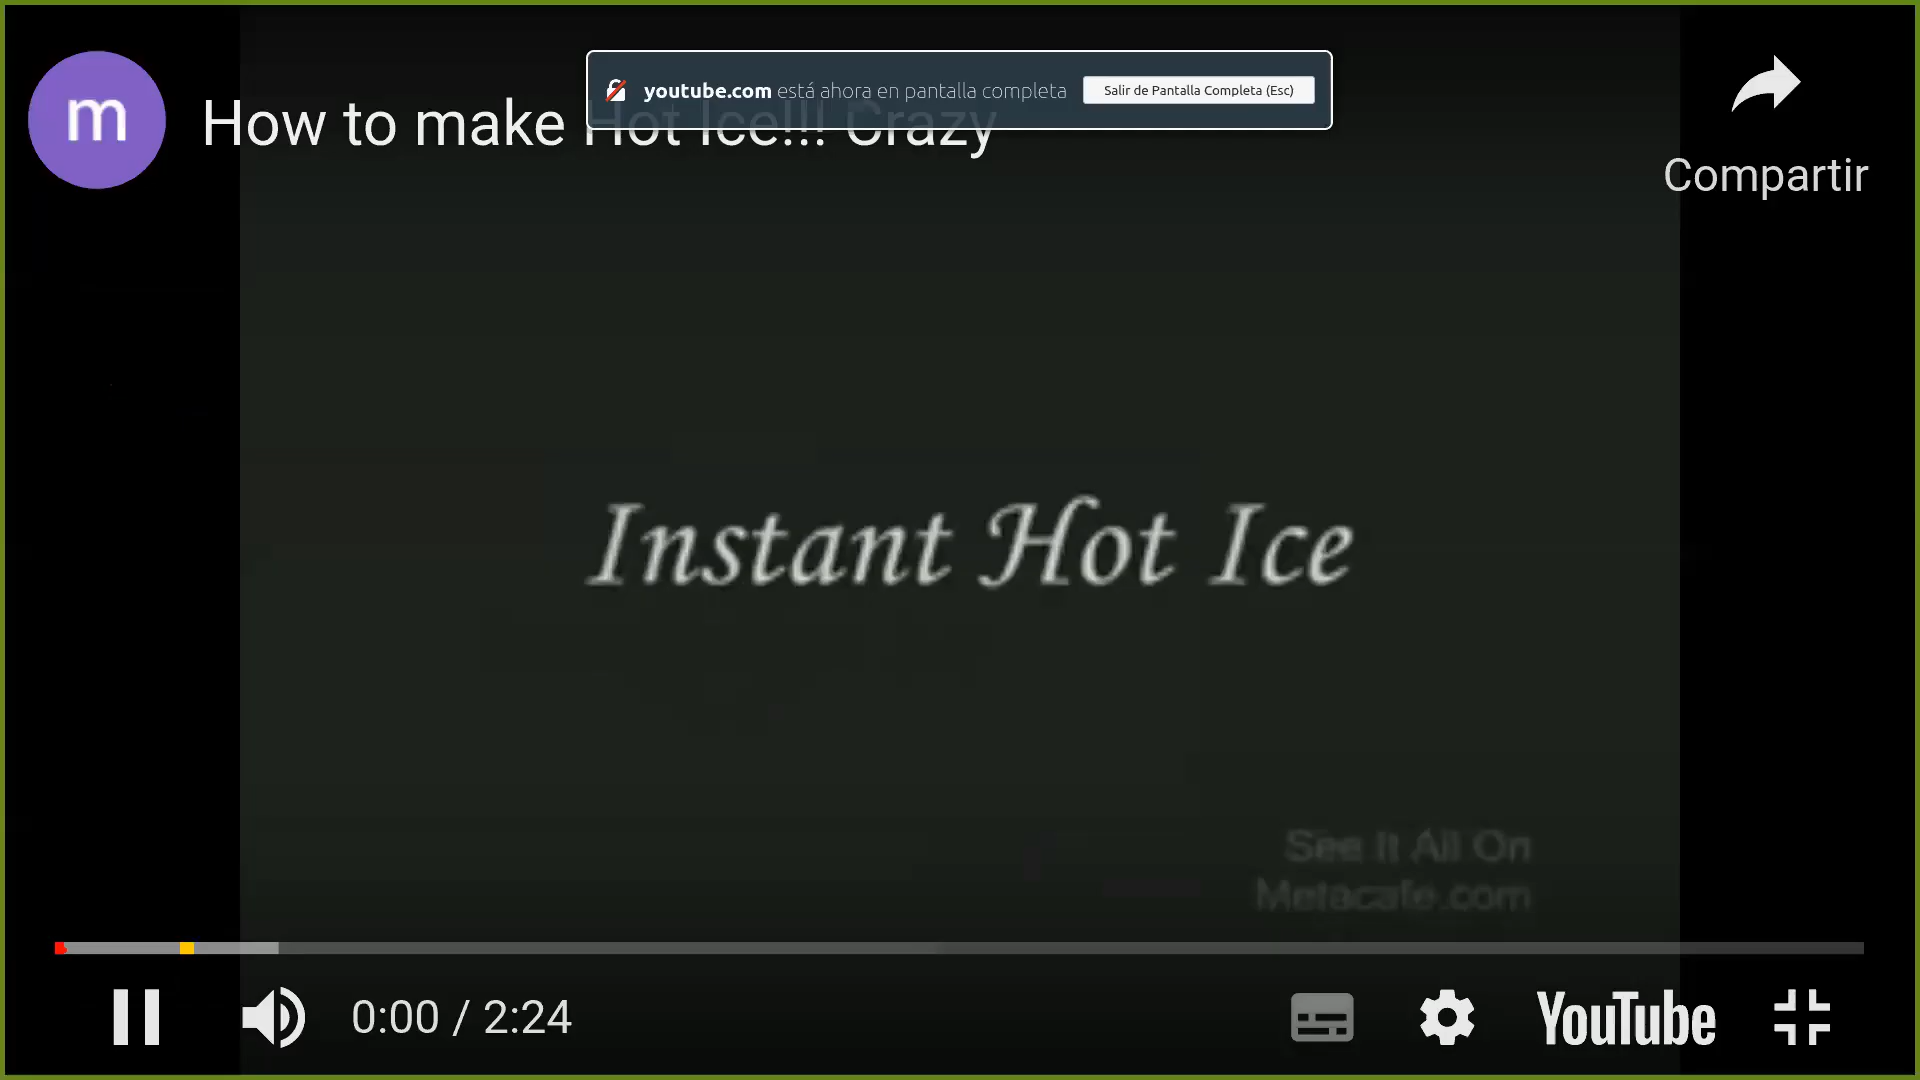 m
How to make Hot Ice!!! Crazy
youtube.com está ahora en pantalla completa
Salir de Pantalla Completa (Esc)
Compartir
Instant Hot Ice
See It All On
Metacafe.com
0:00 / 2:24
YouTube